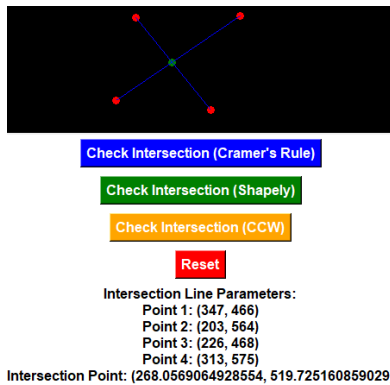 Check Intersection (Cramer's Rule)
Check Intersection (Shapely)
Check Intersection (CCW)
Reset
Intersection Line Parameters:
Point 1: (347, 466)
Point 2: (203, 564)
Point 3: (226, 468)
Point 4: (313, 575)
Intersection Point: (268.0569064928554, 519.725160859029